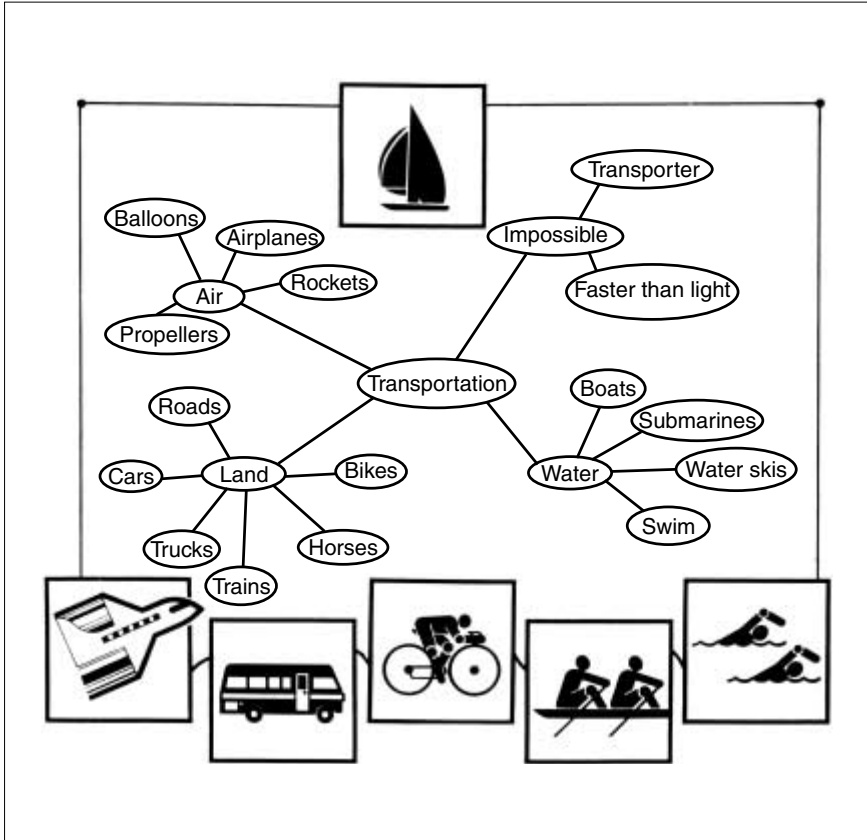 Transporter
Balloons
Airplanes
Impossible
Rockets
Air
Faster than light
Propellers
Transportation
Boats
Roads
Submarines
Cars
Land
Bikes
Water
Water skis
Swim
Trucks
Horses
Trains